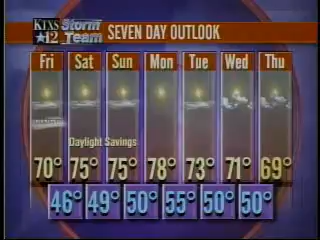 KTXS Storm
12 Team
SEVEN DAY OUTLOOK
Fri Sat Sun Mon Tue Wed Thu
Daylight Savings
70° 75° 75° 78° 73° 71° 69°
46° 49° 50° 55° 50° 50°